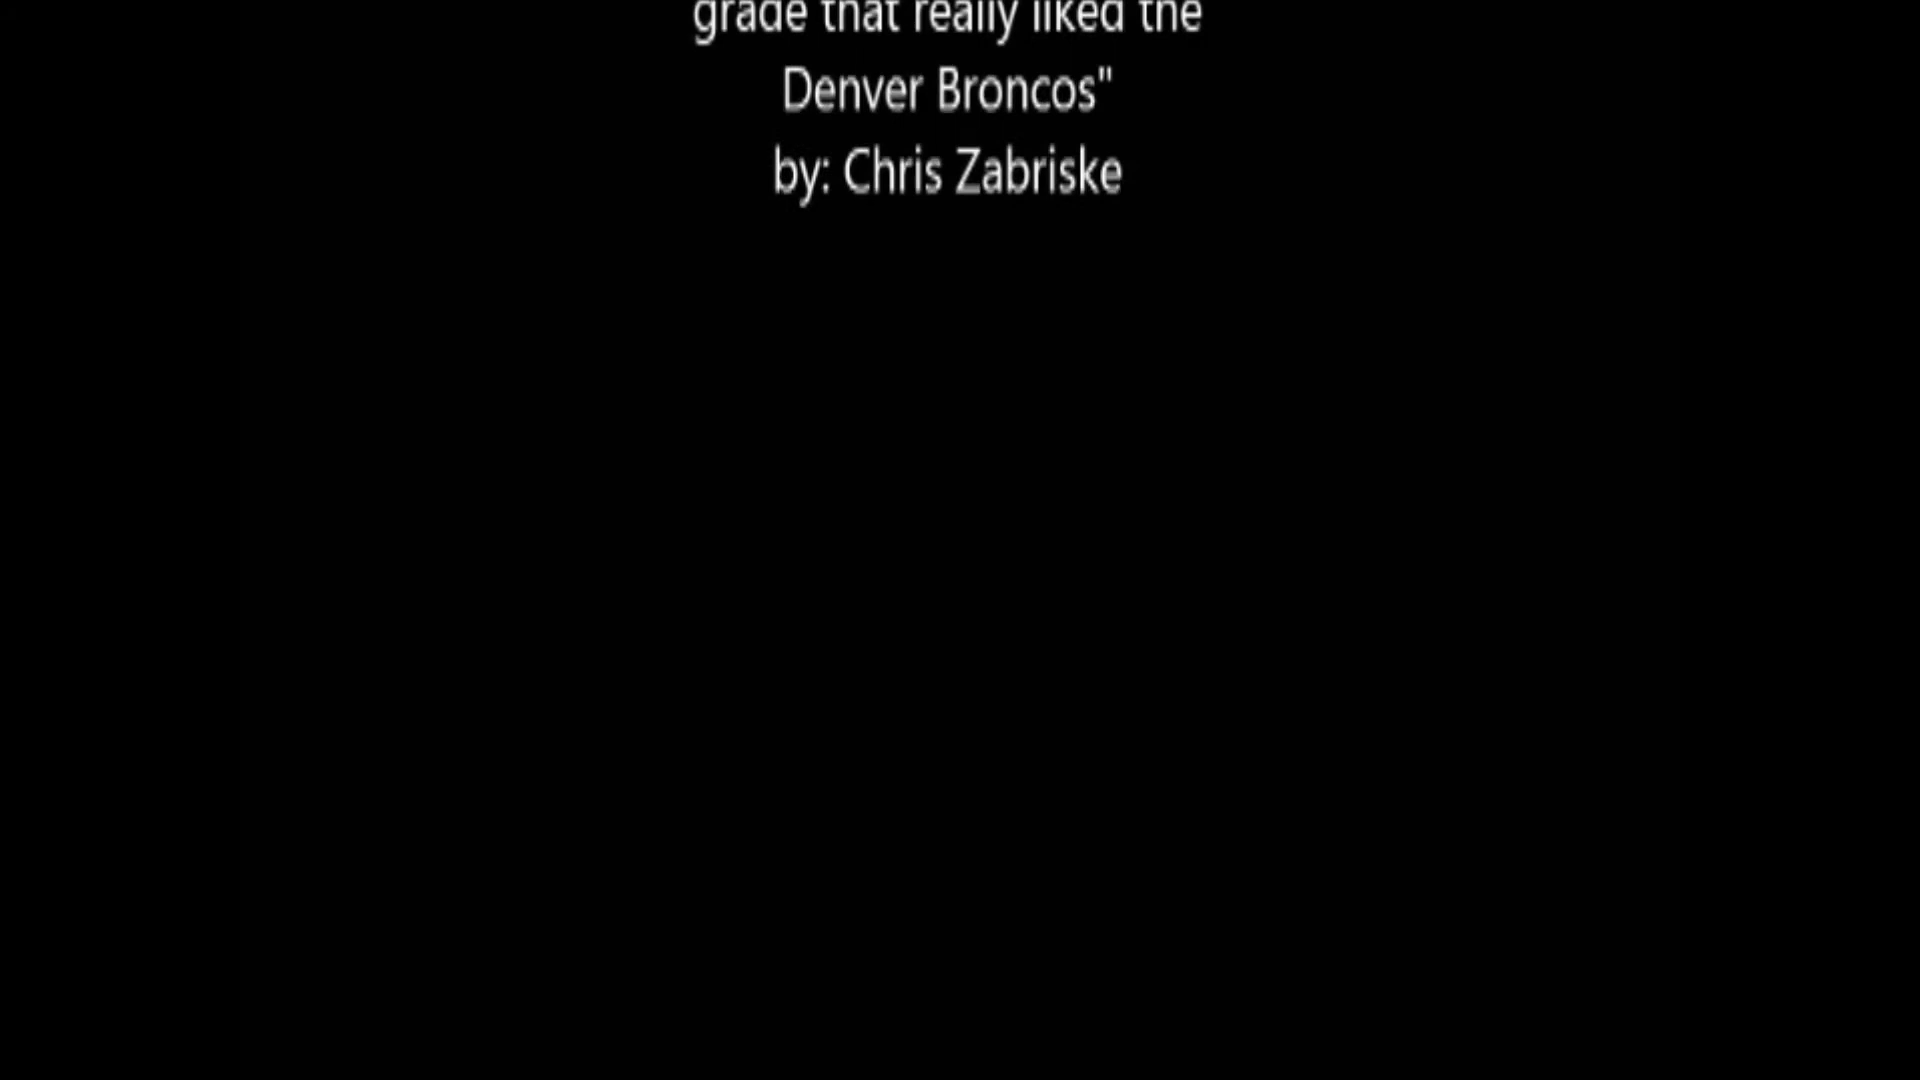 grade that really liked the
Denver Broncos"
by: Chris Zabriske